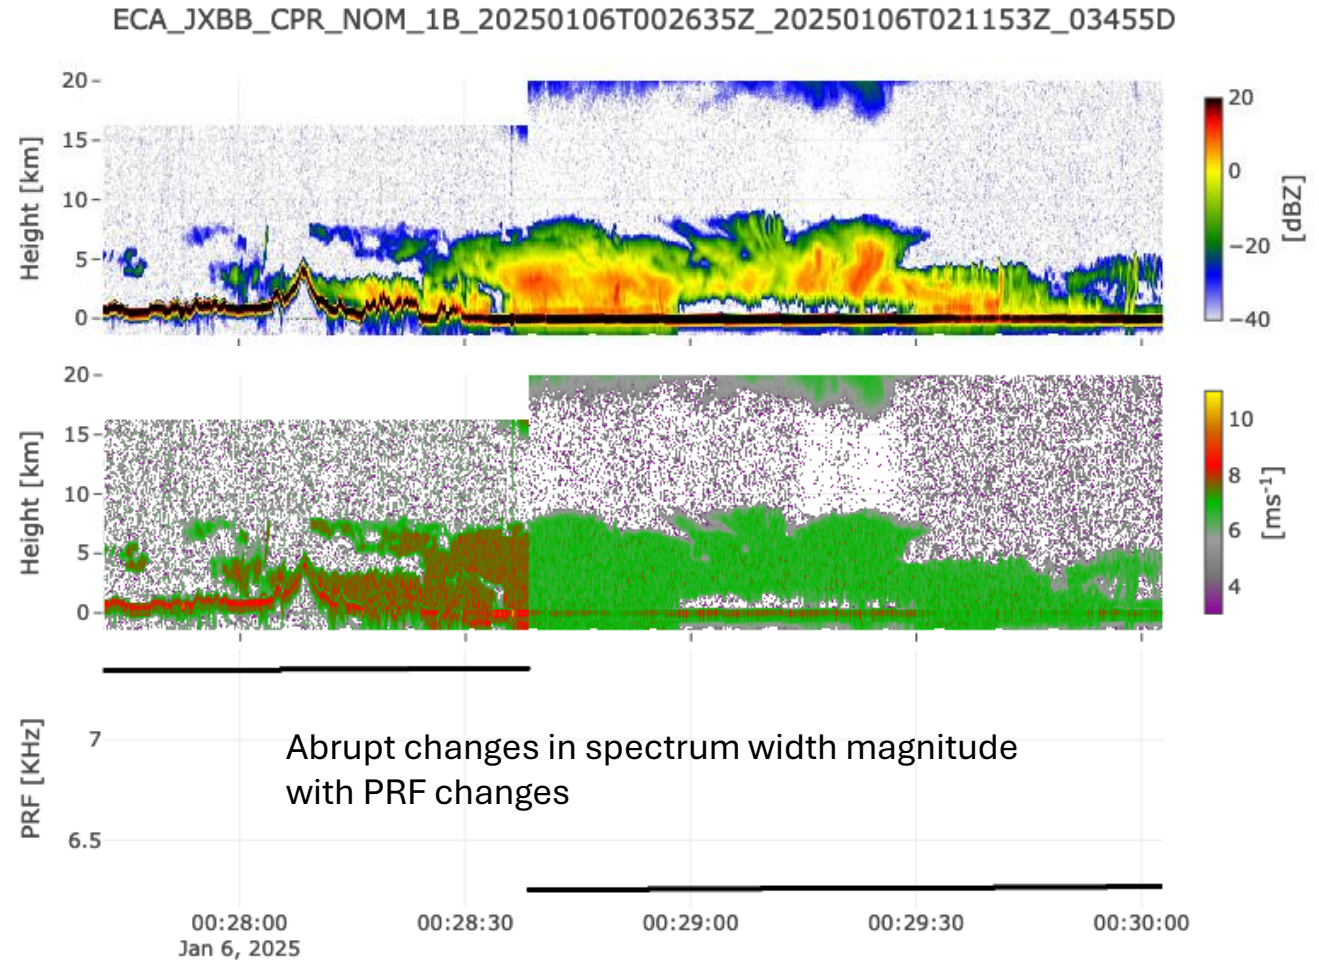 ECA_JXBB_CPR_NOM_1B_20250106T002635Z_20250106T021153Z_03455D
20
15
10
5
0
Height [km]
20
0
−20
−40
[dBZ]
20
15
10
5
0
Height [km]
10
8
6
4
[ms⁻¹]
7
6.5
PRF [KHz]
Abrupt changes in spectrum width magnitude
with PRF changes
00:28:00 00:28:30 00:29:00 00:29:30 00:30:00
Jan 6, 2025